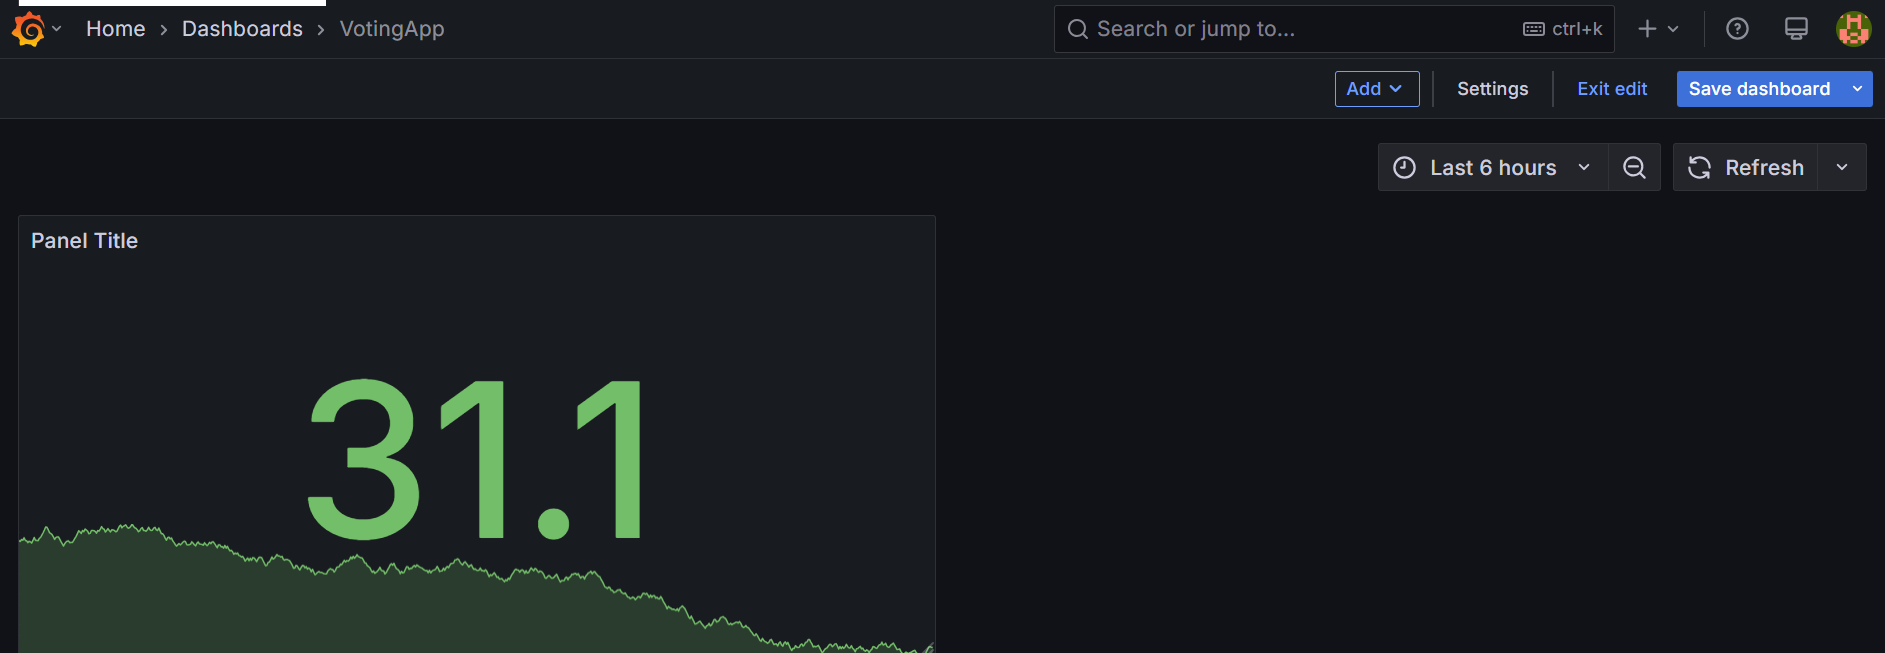 Home › Dashboards › VotingApp
Search or jump to...
ctrl+k
Add
Settings
Exit edit
Save dashboard
Last 6 hours
Refresh
Panel Title
31.1